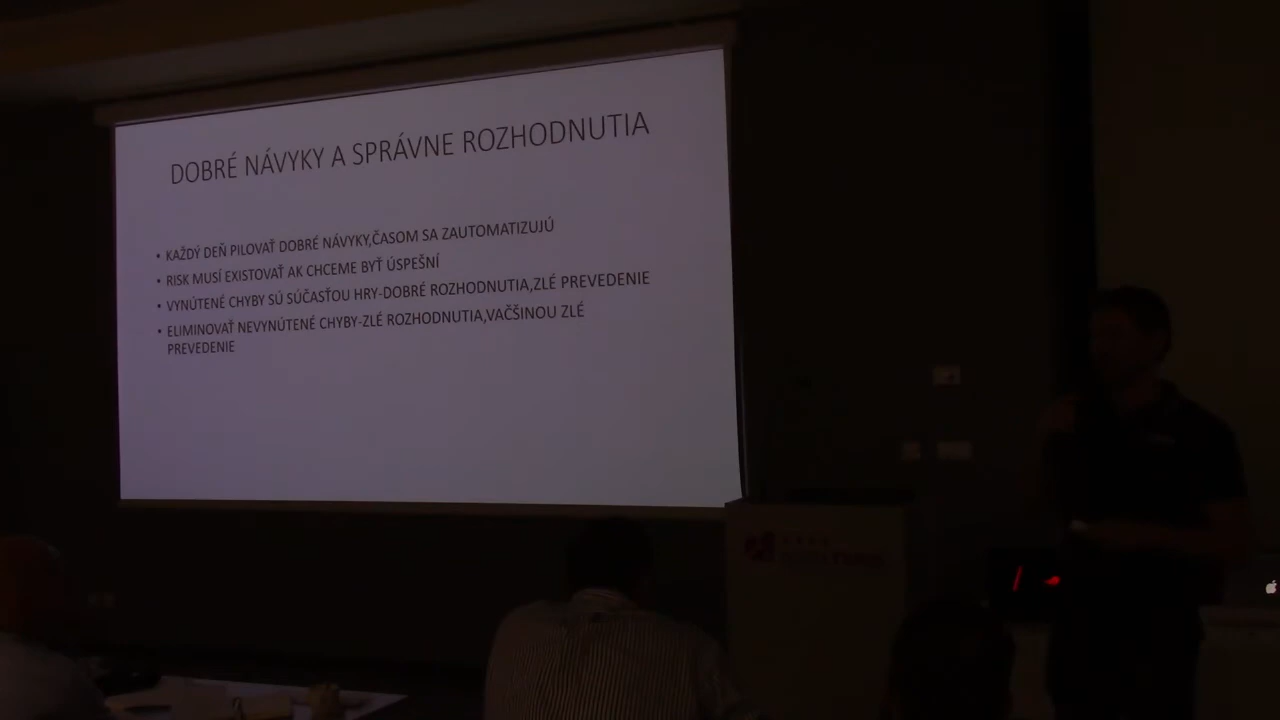 DOBRÉ NÁVYKY A SPRÁVNE ROZHODNUTIA
• KAŽDÝ DEŇ PILOVAŤ DOBRÉ NÁVYKY,ČASOM SA ZAUTOMATIZUJÚ
• RISK MUSÍ EXISTOVAŤ AK CHCEME BYŤ ÚSPEŠNÍ
• VYNÚTENÉ CHYBY SÚ SÚČASŤOU HRY-DOBRÉ ROZHODNUTIA,ZLÉ PREVEDENIE
• ELIMINOVAŤ NEVYNÚTENÉ CHYBY-ZLÉ ROZHODNUTIA,VAČŠINOU ZLÉ
PREVEDENIE